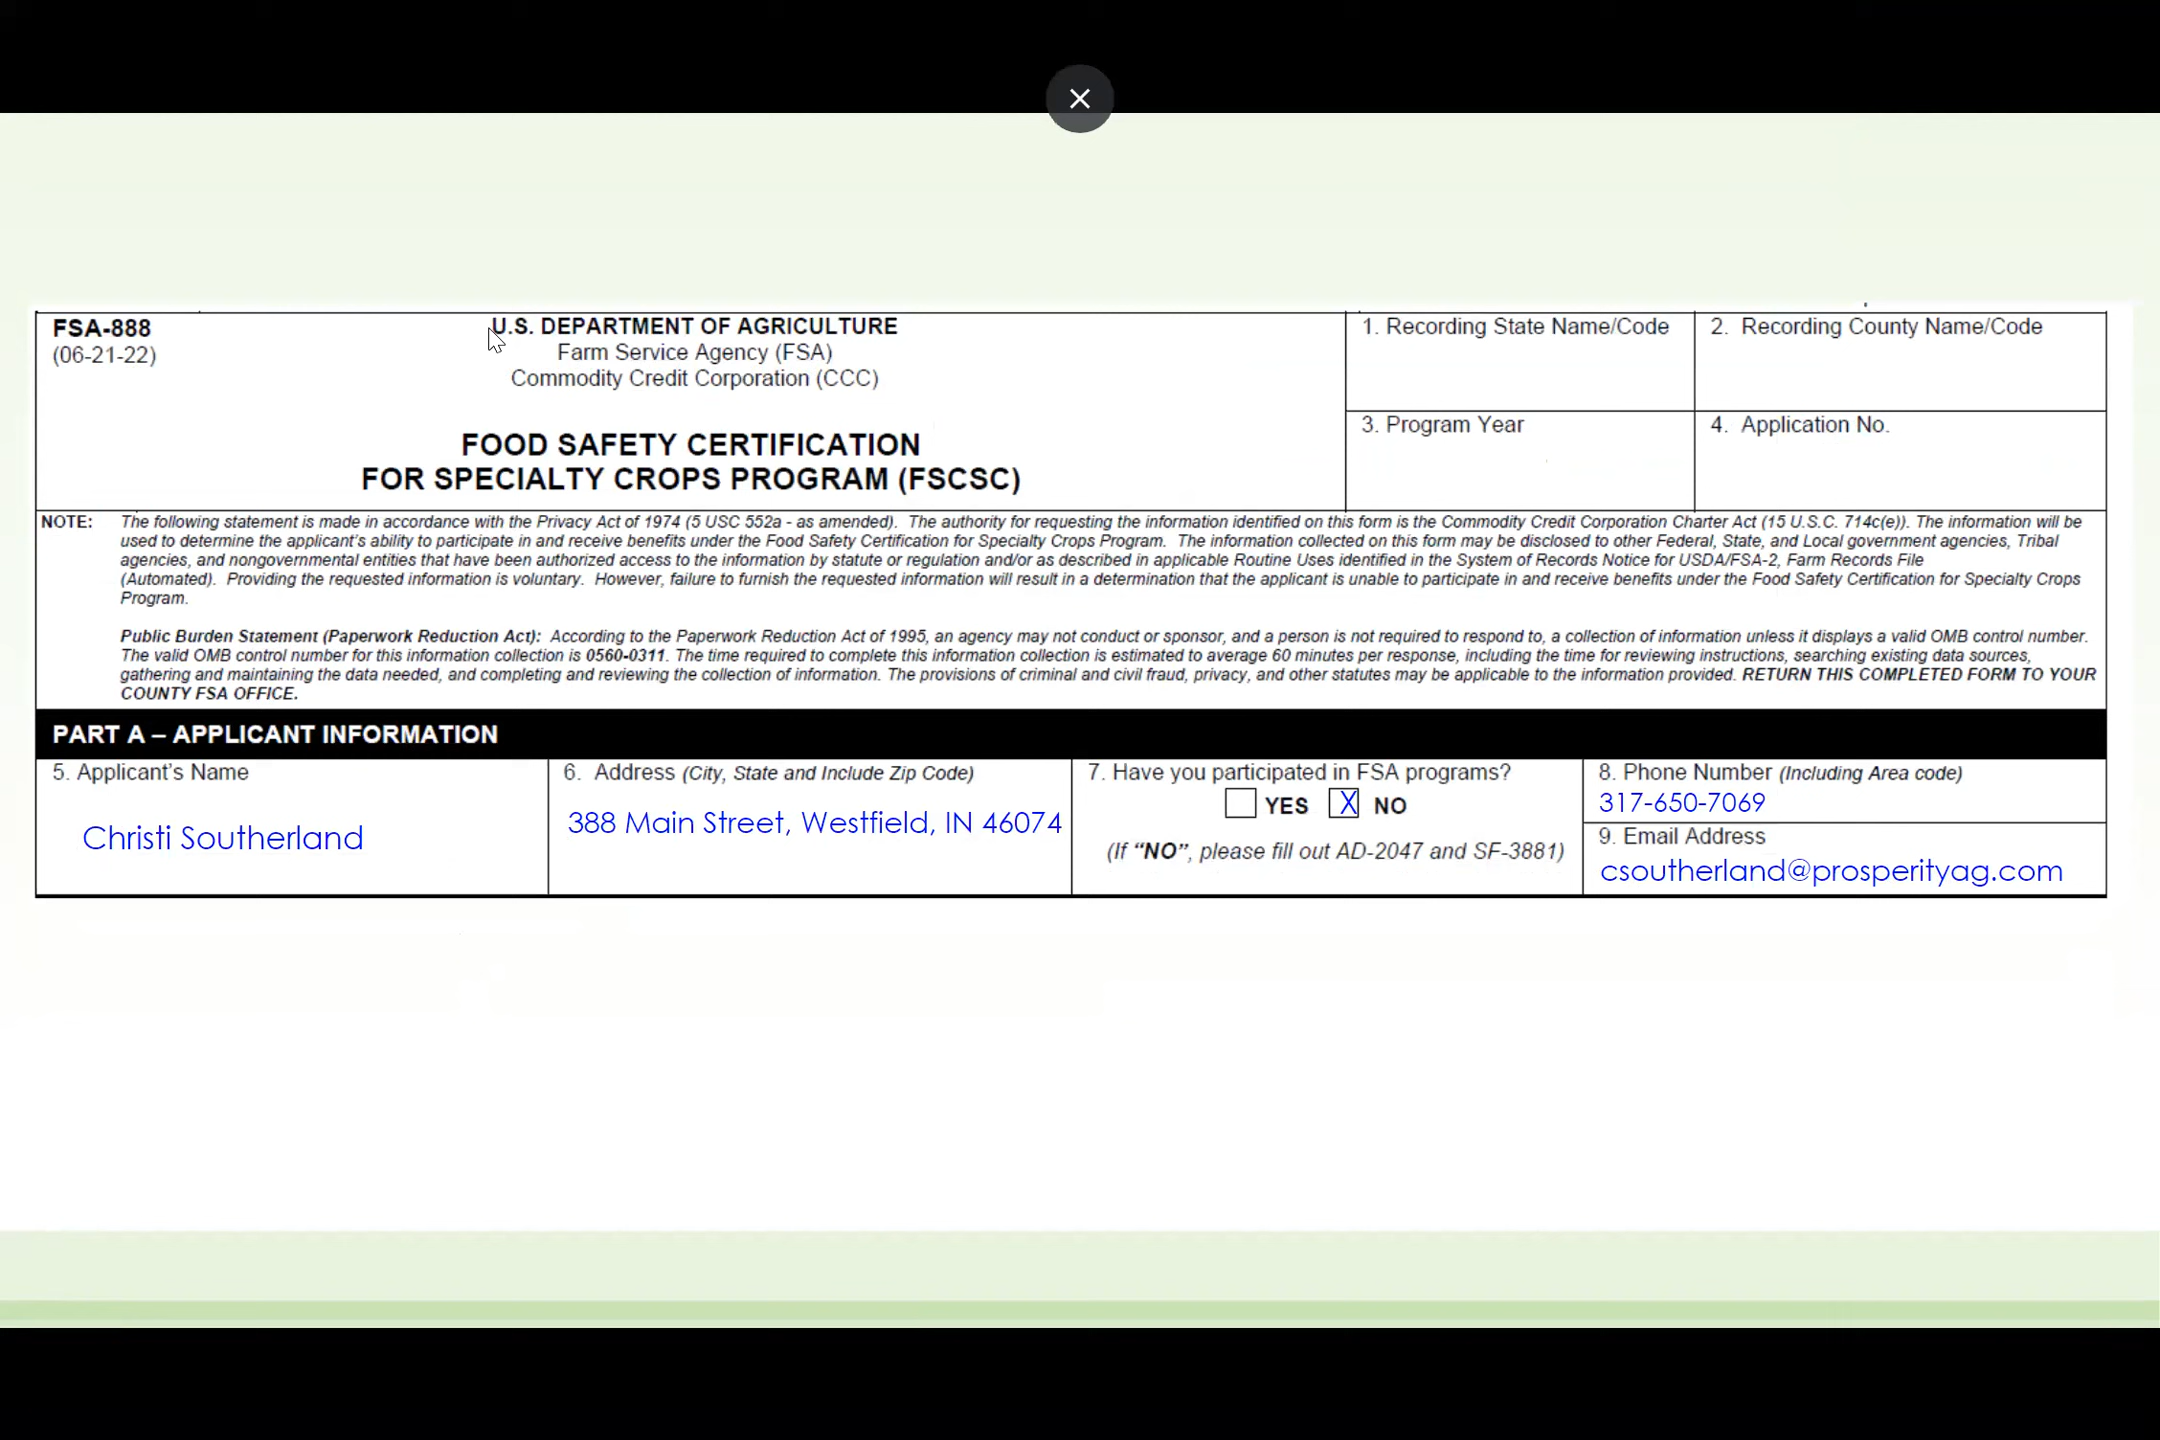 FSA-888
(06-21-22)
U.S. DEPARTMENT OF AGRICULTURE
Farm Service Agency (FSA)
Commodity Credit Corporation (CCC)
FOOD SAFETY CERTIFICATION
FOR SPECIALTY CROPS PROGRAM (FSCSC)
1. Recording State Name/Code
2. Recording County Name/Code
3. Program Year
4. Application No.
NOTE: The following statement is made in accordance with the Privacy Act of 1974 (5 USC 552a - as amended). The authority for requesting the information identified on this form is the Commodity Credit Corporation Charter Act (15 U.S.C. 714c(e)). The information will be
used to determine the applicant's ability to participate in and receive benefits under the Food Safety Certification for Specialty Crops Program. The information collected on this form may be disclosed to other Federal, State, and Local government agencies, Tribal
agencies, and nongovernmental entities that have been authorized access to the information by statute or regulation and/or as described in applicable Routine Uses identified in the System of Records Notice for USDA/FSA-2, Farm Records File
(Automated). Providing the requested information is voluntary. However, failure to furnish the requested information will result in a determination that the applicant is unable to participate in and receive benefits under the Food Safety Certification for Specialty Crops
Program.
Public Burden Statement (Paperwork Reduction Act): According to the Paperwork Reduction Act of 1995, an agency may not conduct or sponsor, and a person is not required to respond to, a collection of information unless it displays a valid OMB control number.
The valid OMB control number for this information collection is 0560-0311. The time required to complete this information collection is estimated to average 60 minutes per response, including the time for reviewing instructions, searching existing data sources,
gathering and maintaining the data needed, and completing and reviewing the collection of information. The provisions of criminal and civil fraud, privacy, and other statutes may be applicable to the information provided. RETURN THIS COMPLETED FORM TO YOUR
COUNTY FSA OFFICE.
PART A – APPLICANT INFORMATION
5. Applicant's Name
Christi Southerland
6. Address (City, State and Include Zip Code)
388 Main Street, Westfield, IN 46074
7. Have you participated in FSA programs?
YES X NO
(If "NO", please fill out AD-2047 and SF-3881)
8. Phone Number (Including Area code)
317-650-7069
9. Email Address
csoutherland@prosperityag.com